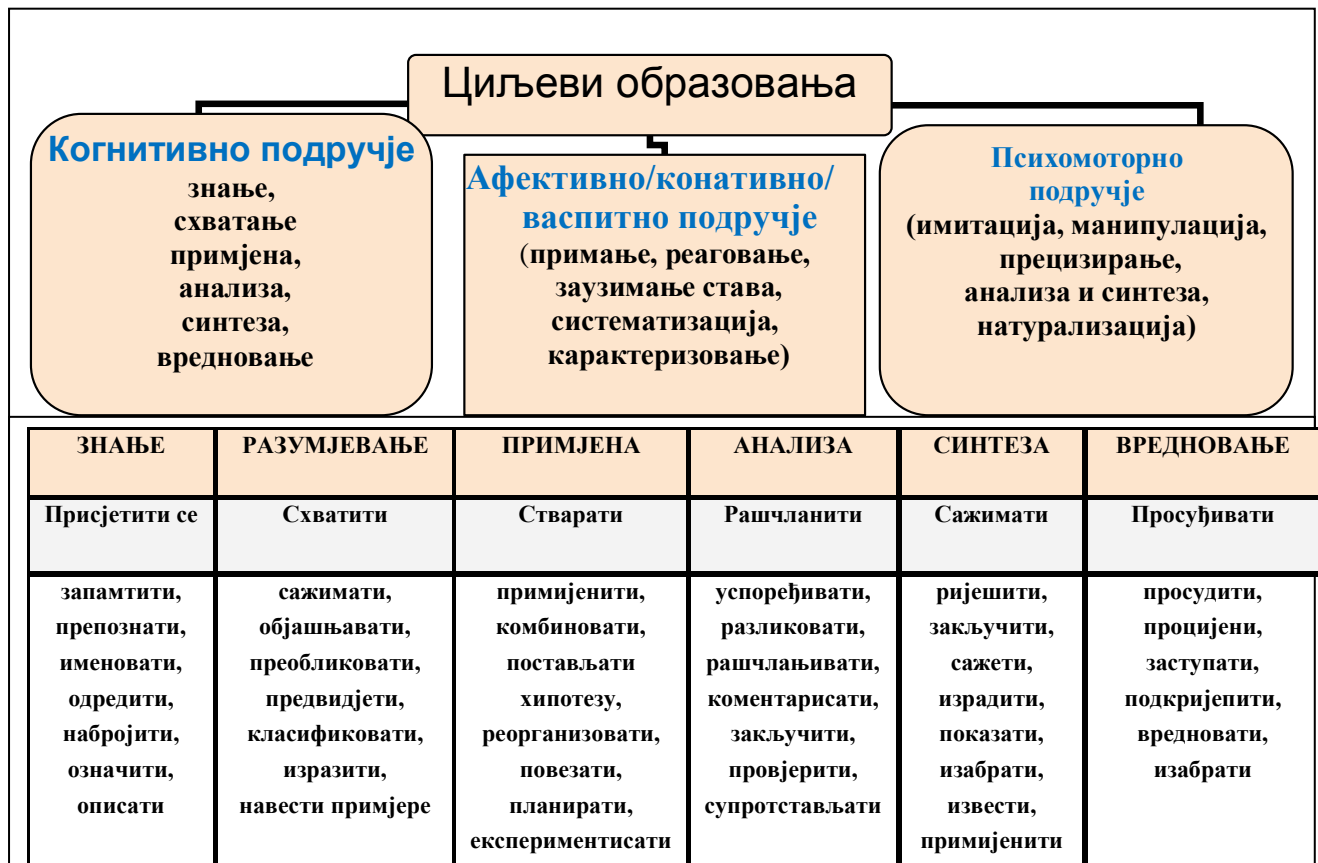 Циљеви образовања
Когнитивно подручје
знање,
схватање
примјена,
анализа,
синтеза,
вредновање
Афективно/конативно/
васпитно подручје
(примање, реаговање,
заузимање става,
систематизација,
карактеризовање)
Психомоторно
подручје
(имитација, манипулација,
прецизирање,
анализа и синтеза,
натурализација)
ЗНАЊЕ
РАЗУМЈЕВАЊЕ
ПРИМЈЕНА
АНАЛИЗА
СИНТЕЗА
ВРЕДНОВАЊЕ
Присјетити се
Схватити
Стварати
Рашчланити
Сажимати
Просуђивати
запамтити,
препознати,
именовати,
одредити,
набројити,
означити,
описати
сажимати,
објашњавати,
преобликовати,
предвидјети,
класификовати,
изразити,
навести примјере
примијенити,
комбиновати,
постављати
хипотезу,
реорганизовати,
повезати,
планирати,
експериментисати
успоређивати,
разликовати,
рашчлањивати,
коментарисати,
закључити,
провјерити,
супротстављати
ријешити,
закључити,
сажети,
израдити,
показати,
изабрати,
извести,
примијенити
просудити,
процијени,
заступати,
подкријепити,
вредновати,
изабрати